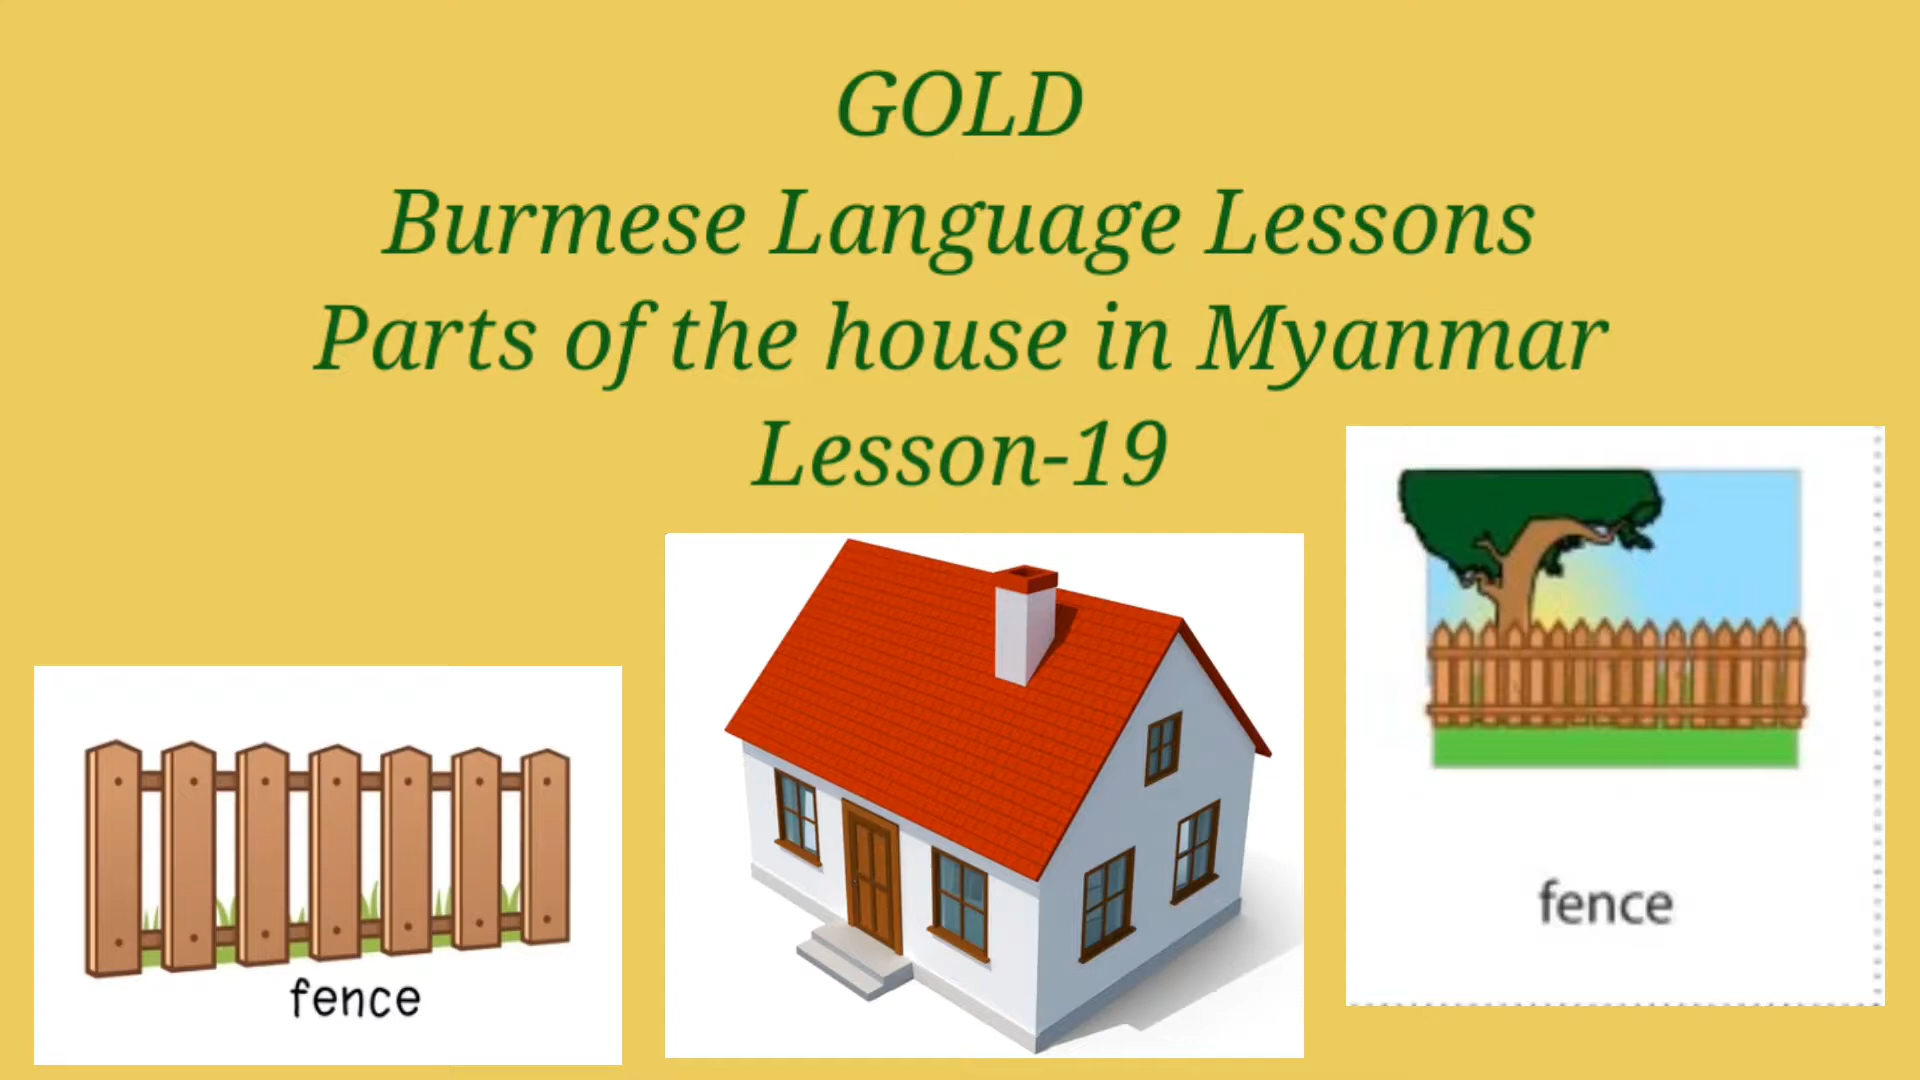 GOLD
Burmese Language Lessons
Parts of the house in Myanmar
Lesson-19
fence
fence